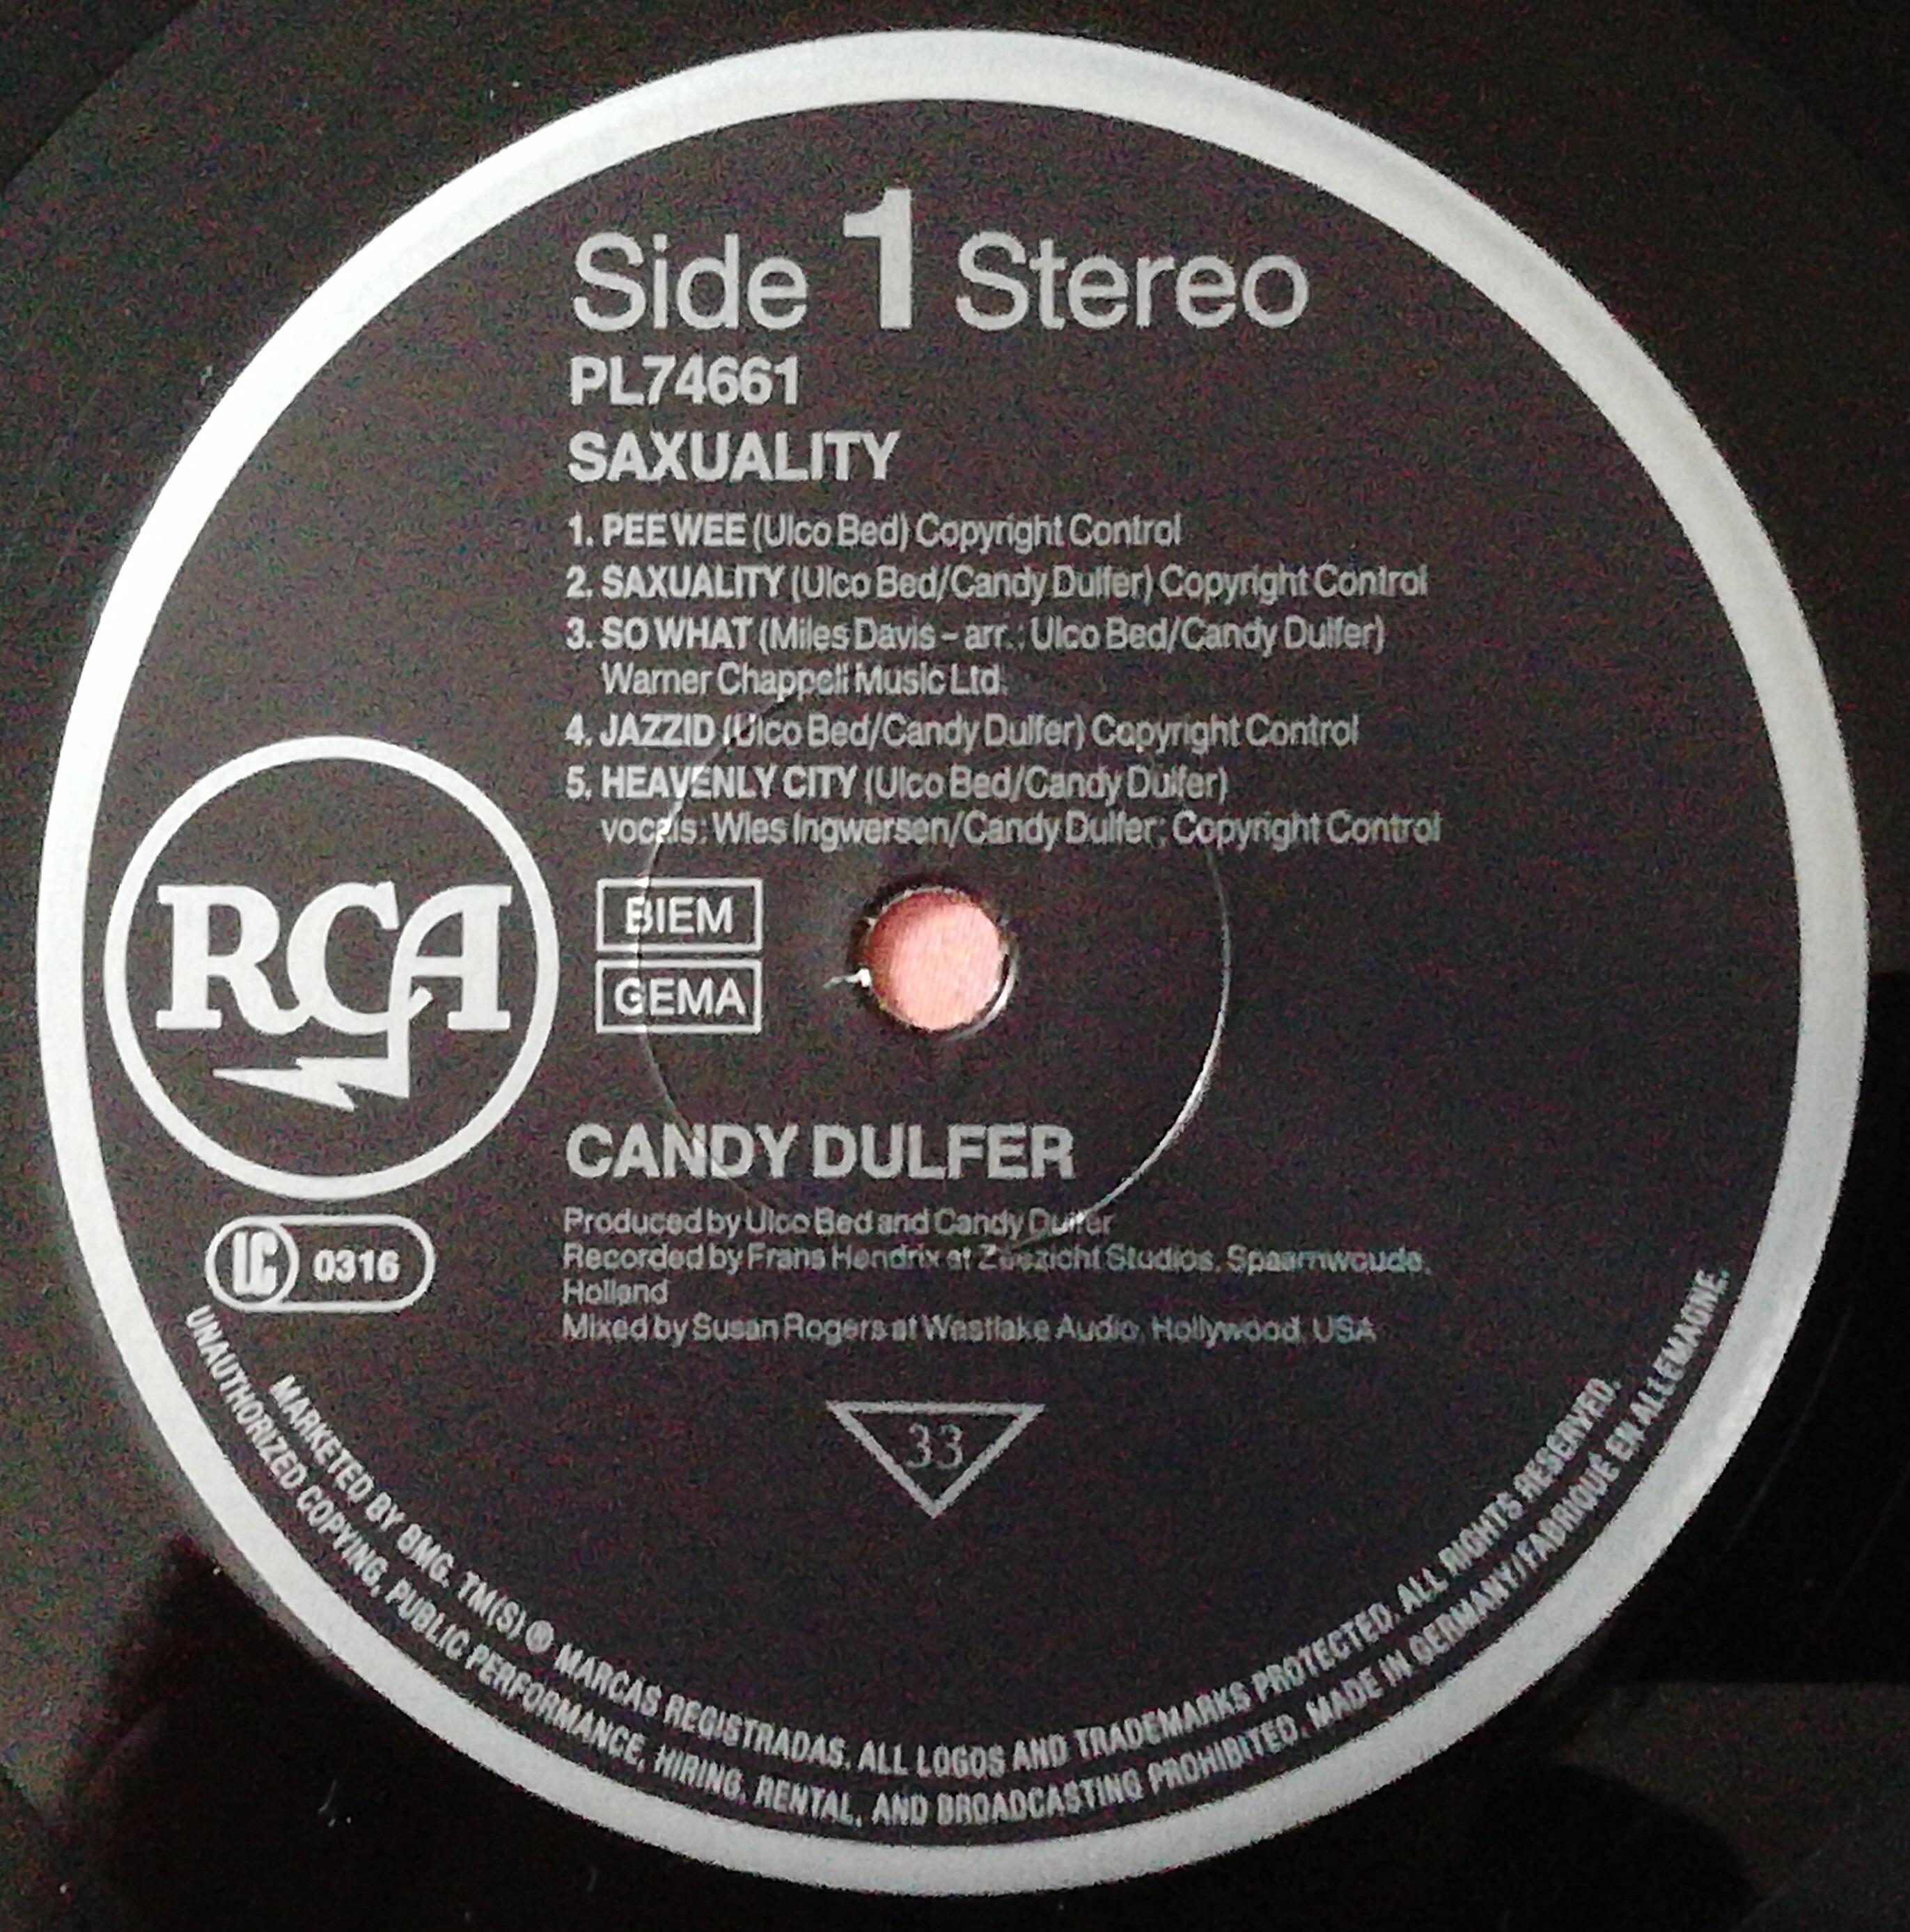 Side 1 Stereo
PL74661
SAXUALITY
1. PEE WEE (Ulco Bed) Copyright Control
2. SAXUALITY (Ulco Bed/Candy Dulfer) Copyright Control
3. SO WHAT (Miles Davis – arr.: Ulco Bed/Candy Dulfer)
Warner Chappell Music Ltd.
4. JAZZID (Ulco Bed/Candy Dulfer) Copyright Control
5. HEAVENLY CITY (Ulco Bed/Candy Dulfer)
vocals: Wies Ingwersen/Candy Dulfer; Copyright Control
RCA
BIEM
GEMA
CANDY DULFER
LC 0316
Produced by Ulco Bed and Candy Dulfer
Recorded by Frans Hendrix at Zeezicht Studios, Spaarnwoude,
Holland
Mixed by Susan Rogers at Westlake Audio, Hollywood, USA
33
MARKETED BY BMG. TM(S) ® MARCAS REGISTRADAS. ALL LOGOS AND TRADEMARKS PROTECTED. ALL RIGHTS RESERVED.
UNAUTHORIZED COPYING, PUBLIC PERFORMANCE, HIRING, RENTAL, AND BROADCASTING PROHIBITED. MADE IN GERMANY/FABRIQUÉ EN ALLEMAGNE.